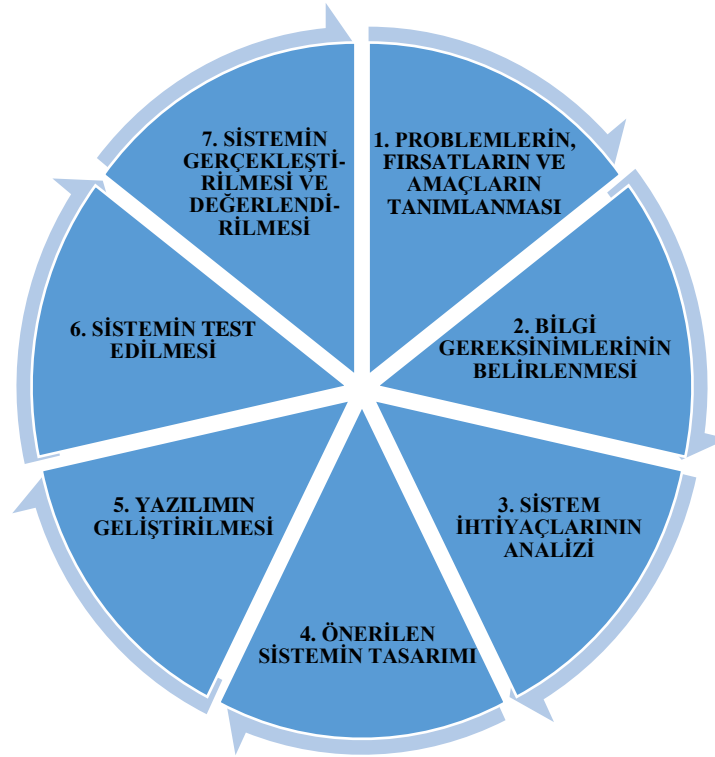 1. PROBLEMLERİN,
FIRSATLARIN VE
AMAÇLARIN
TANIMLANMASI
2. BİLGİ
GEREKSİNİMLERİNİN
BELİRLENMESİ
3. SİSTEM
İHTİYAÇLARININ
ANALİZİ
4. ÖNERİLEN
SİSTEMİN TASARIMI
5. YAZILIMIN
GELİŞTİRİLMESİ
6. SİSTEMİN TEST
EDİLMESİ
7. SİSTEMİN
GERÇEKLEŞTİ-
RİLMESİ VE
DEĞERLENDİ-
RİLMESİ